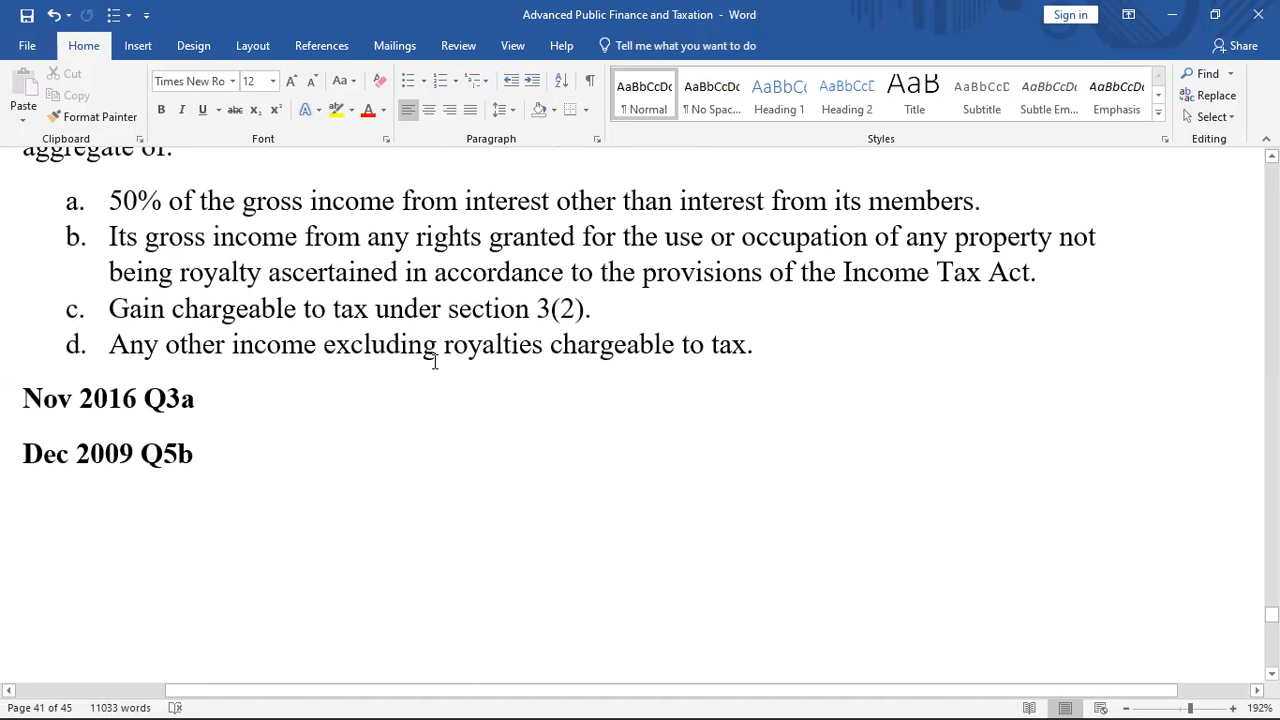 Advanced Public Finance and Taxation - Word
Sign in
File Home Insert Design Layout References Mailings Review View Help Tell me what you want to do Share
Paste
Cut
Copy
Format Painter
Clipboard
Times New Ro 12
Aa
B I U abc x₂ x² A A
Font
Paragraph
AaBbCcDc AaBbCcDc AaBbCc AaBbCcD AaB AaBbCcD AaBbCcDc AaBbCcDc
¶ Normal ¶ No Spac... Heading 1 Heading 2 Title Subtitle Subtle Em... Emphasis
Styles
Find
Replace
Select
Editing
aggregate of:
a. 50% of the gross income from interest other than interest from its members.
b. Its gross income from any rights granted for the use or occupation of any property not
being royalty ascertained in accordance to the provisions of the Income Tax Act.
c. Gain chargeable to tax under section 3(2).
d. Any other income excluding royalties chargeable to tax.
Nov 2016 Q3a
Dec 2009 Q5b
Page 41 of 45 11033 words 192%